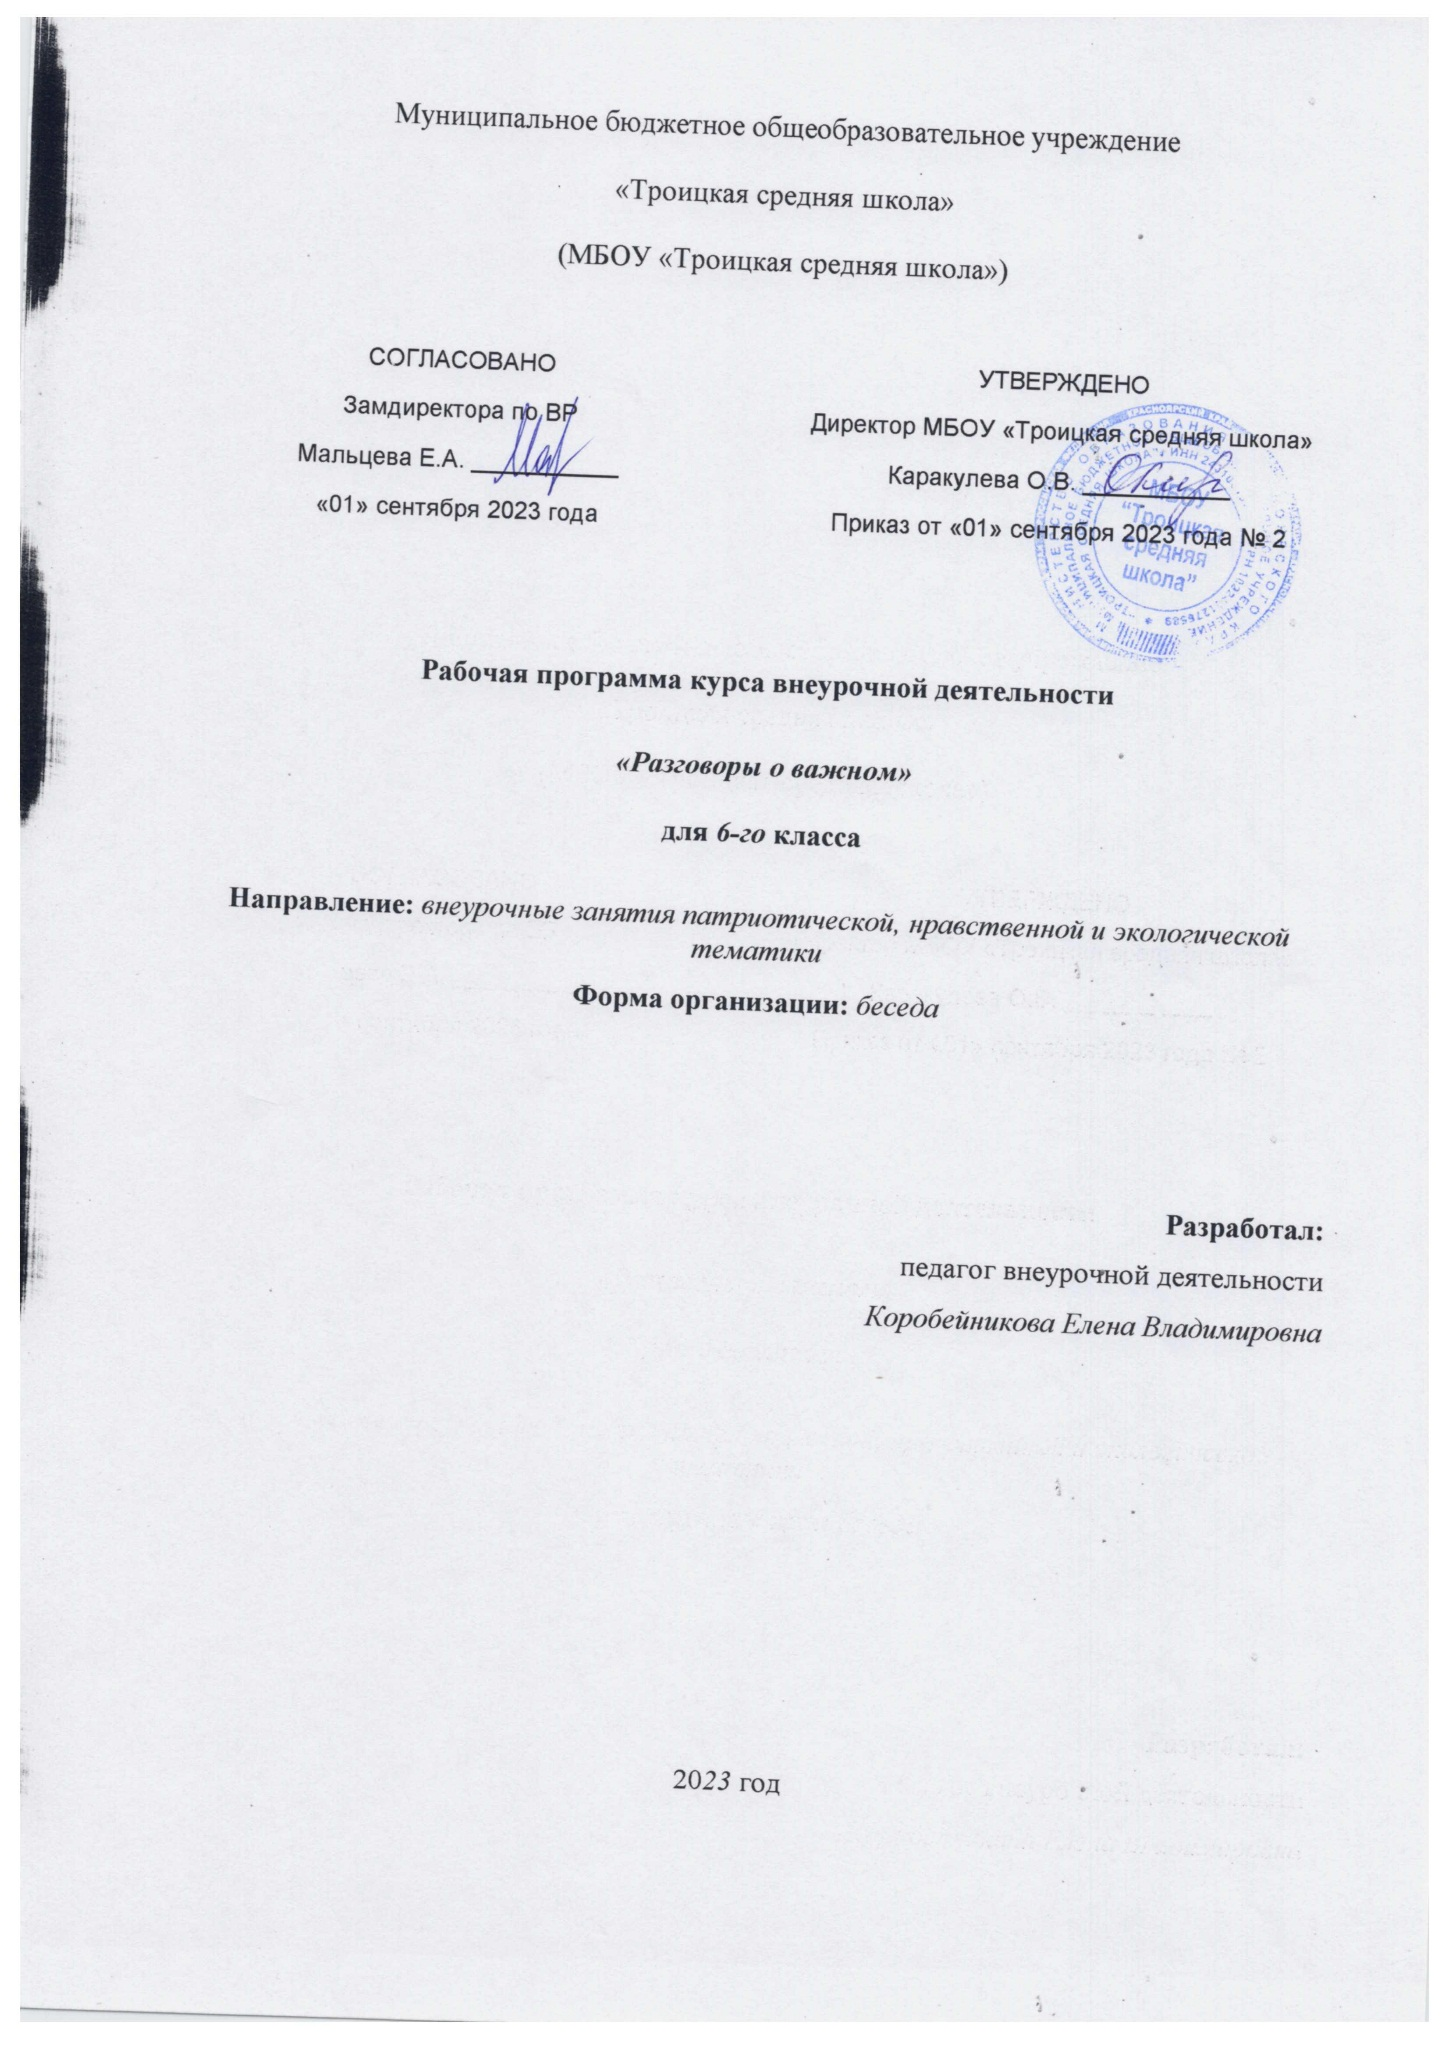 Муниципальное бюджетное общеобразовательное учреждение
«Троицкая средняя школа»
(МБОУ «Троицкая средняя школа»)
СОГЛАСОВАНО
Замдиректора по ВР
Мальцева Е.А. ___________
«01» сентября 2023 года
УТВЕРЖДЕНО
Директор МБОУ «Троицкая средняя школа»
Каракулева О.В. ___________
Приказ от «01» сентября 2023 года № 2
МБОУ
“Троицкая
средняя
школа”
Рабочая программа курса внеурочной деятельности
«Разговоры о важном»
для 6-го класса
Направление: внеурочные занятия патриотической, нравственной и экологической
тематики
Форма организации: беседа
Разработал:
педагог внеурочной деятельности
Коробейникова Елена Владимировна
2023 год